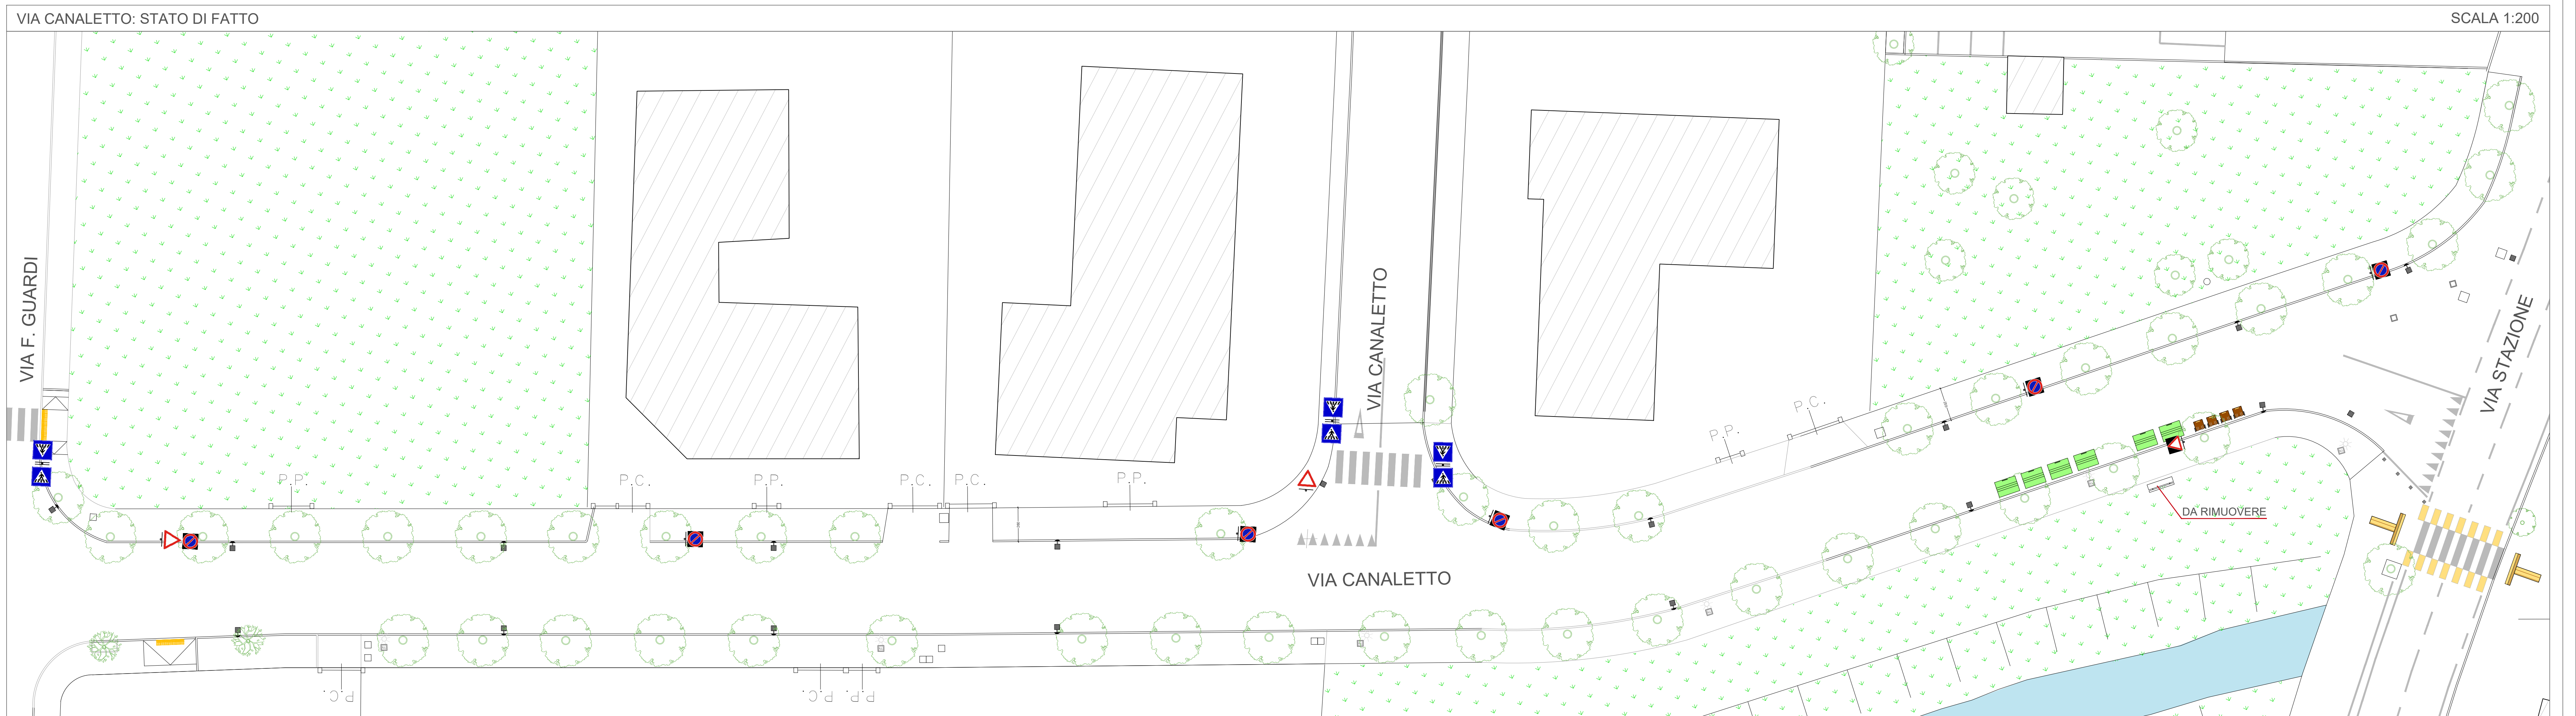 VIA CANALETTO: STATO DI FATTO
SCALA 1:200
VIA F. GUARDI
VIA CANALETTO
VIA STAZIONE
P.C.
P.P.
P.P.
P.C.
P.P.
P.C.
P.C.
P.P.
DA RIMUOVERE
VIA CANALETTO
P.C.
P.C.
P.P.